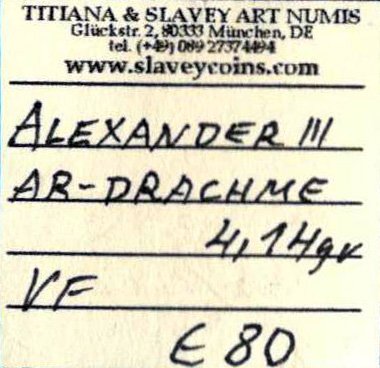 TITIANA & SLAVEY ART NUMIS
Glückstr. 2, 80333 München, DE
tel. (+49) 089 27374494
www.slaveycoins.com
ALEXANDER III
AR-DRACHME
4,14gr
VF
€ 80